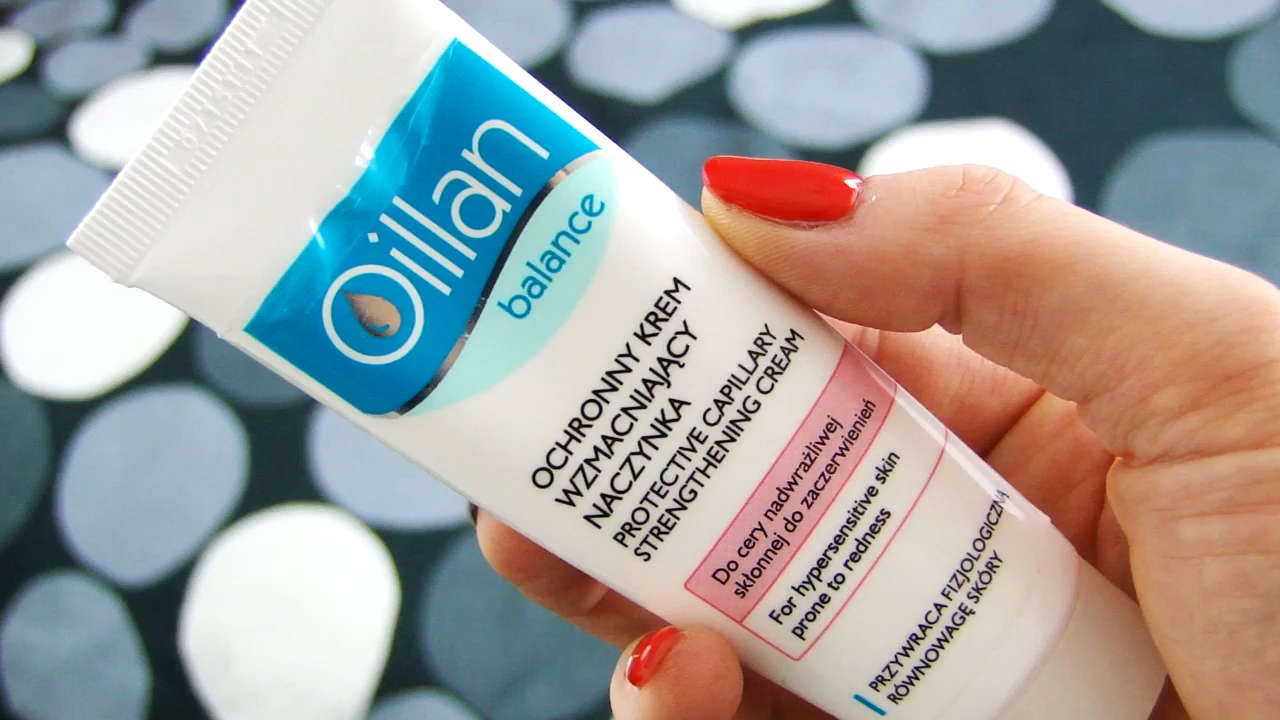 Oillan
balance
OCHRONNY KREM
WZMACNIAJĄCY
NACZYNKA
PROTECTIVE CAPILLARY
STRENGTHENING CREAM
Do cery nadwrażliwej
skłonnej do zaczerwienień
For hypersensitive skin
prone to redness
PRZYWRACA FIZJOLOGICZNĄ
RÓWNOWAGĘ SKÓRY